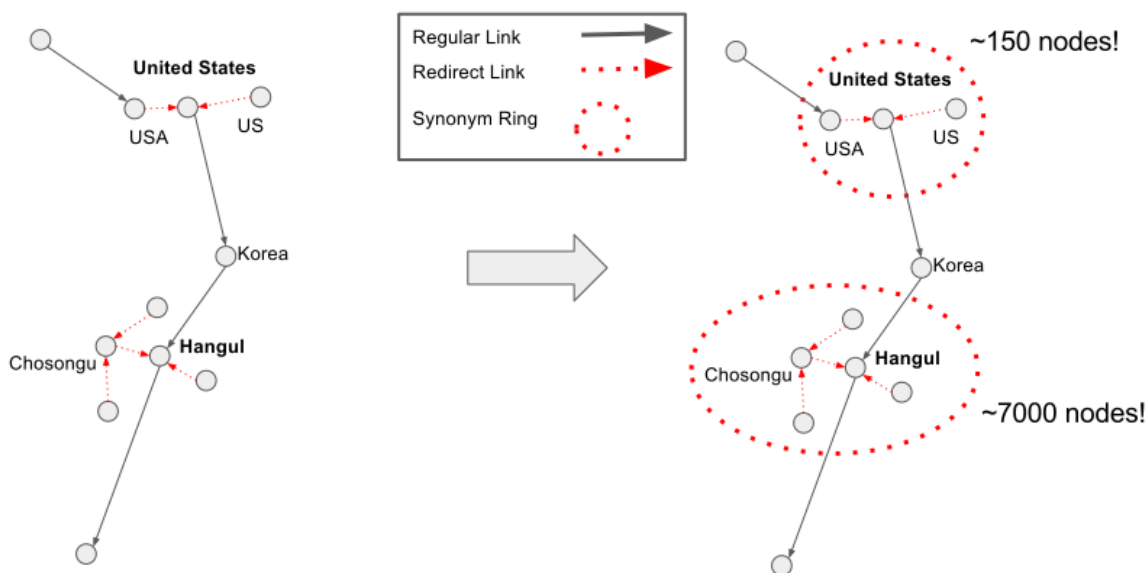 United States
USA
US
Korea
Chosongu
Hangul
Regular Link
Redirect Link
Synonym Ring
~150 nodes!
United States
USA
US
Korea
Chosongu
Hangul
~7000 nodes!